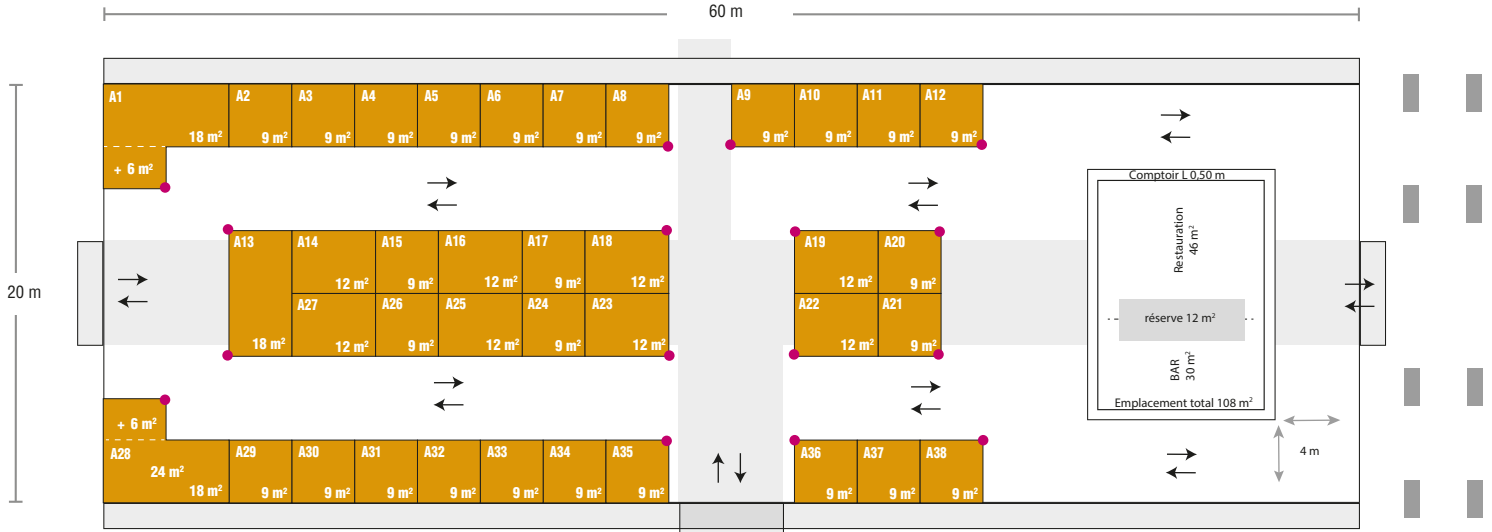 60 m
20 m
A1 A2 A3 A4 A5 A6 A7 A8 A9 A10 A11 A12
18 m² 9 m² 9 m² 9 m² 9 m² 9 m² 9 m² 9 m² 9 m² 9 m² 9 m² 9 m²
+ 6 m²
A13 A14 A15 A16 A17 A18 A19 A20
12 m² 9 m² 12 m² 9 m² 12 m² 12 m² 9 m²
A27 A26 A25 A24 A23 A22 A21
18 m² 12 m² 9 m² 12 m² 9 m² 12 m² 12 m² 9 m²
+ 6 m²
A28 A29 A30 A31 A32 A33 A34 A35 A36 A37 A38
24 m²
18 m² 9 m² 9 m² 9 m² 9 m² 9 m² 9 m² 9 m² 9 m² 9 m² 9 m²
Comptoir L 0,50 m
Restauration
46 m²
réserve 12 m²
BAR
30 m²
Emplacement total 108 m²
4 m